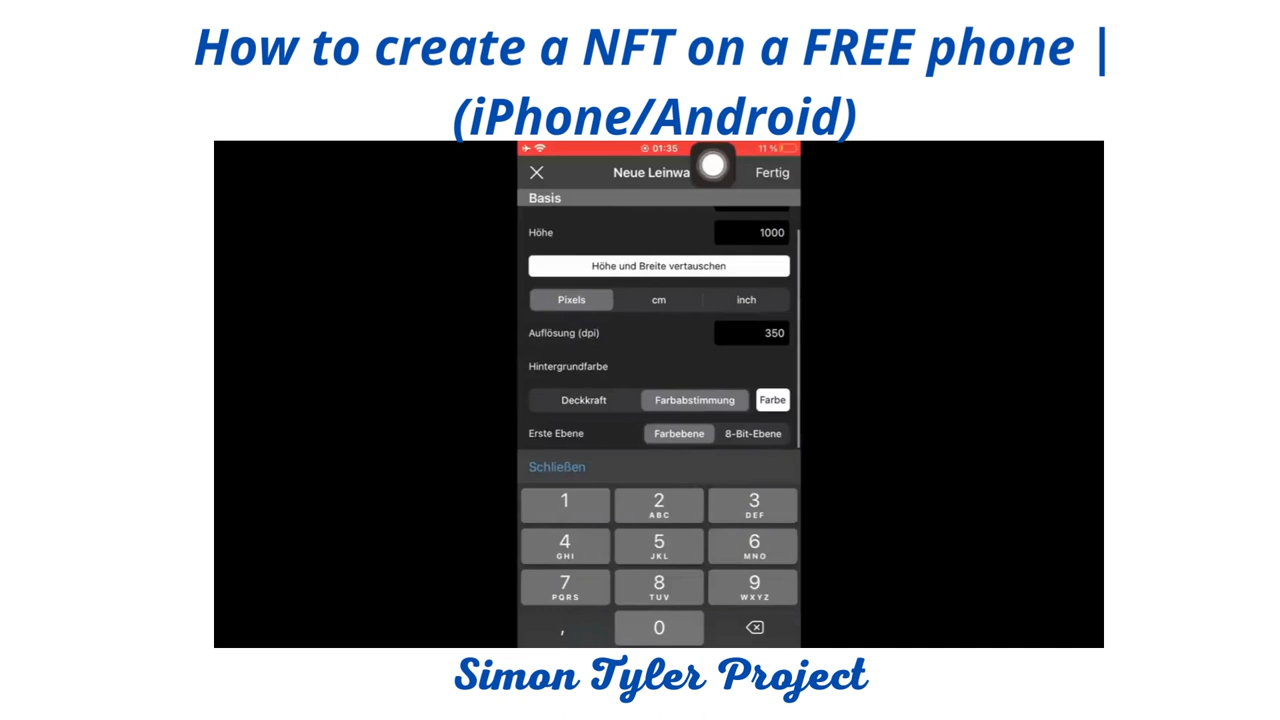 How to create a NFT on a FREE phone |
(iPhone/Android)
01:35 11 %
Neue Leinwa Fertig
Basis
Höhe 1000
Höhe und Breite vertauschen
Pixels cm inch
Auflösung (dpi) 350
Hintergrundfarbe
Deckkraft Farbabstimmung Farbe
Erste Ebene Farbebene 8-Bit-Ebene
Schließen
1 2 3
ABC DEF
4 5 6
GHI JKL MNO
7 8 9
PQRS TUV WXYZ
, 0
Simon Tyler Project